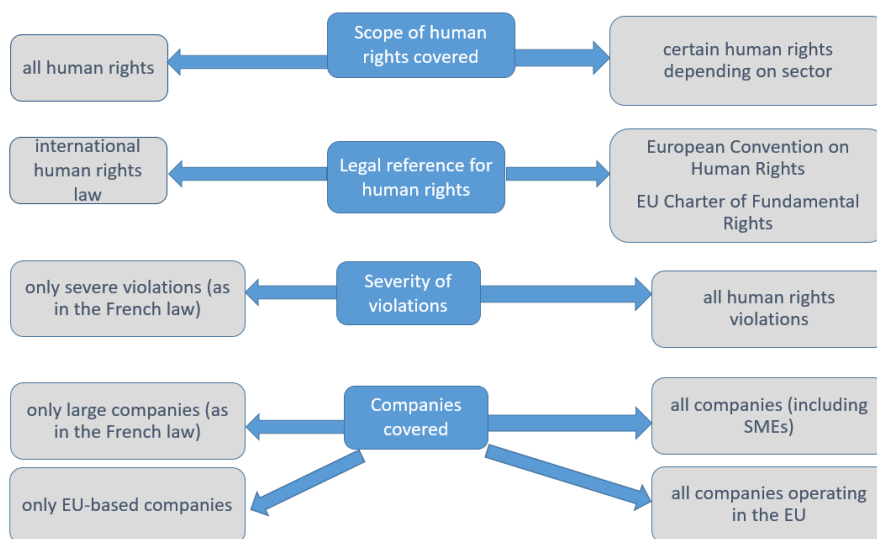 Scope of human
rights covered
all human rights
certain human rights
depending on sector
international
human rights
law
Legal reference for
human rights
European Convention on
Human Rights
EU Charter of Fundamental
Rights
only severe violations (as
in the French law)
Severity of
violations
all human rights
violations
only large companies (as
in the French law)
Companies
covered
all companies (including
SMEs)
only EU-based companies
all companies operating
in the EU